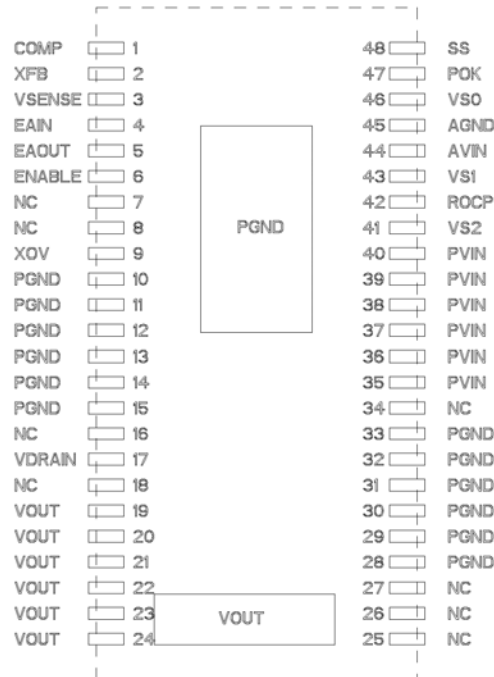 COMP 1 48 SS
XFB 2 47 POK
VSENSE 3 46 VS0
EAIN 4 45 AGND
EAOUT 5 44 AVIN
ENABLE 6 43 VS1
NC 7 42 ROCP
NC 8 PGND 41 VS2
XOV 9 40 PVIN
PGND 10 39 PVIN
PGND 11 38 PVIN
PGND 12 37 PVIN
PGND 13 36 PVIN
PGND 14 35 PVIN
PGND 15 34 NC
NC 16 33 PGND
VDRAIN 17 32 PGND
NC 18 31 PGND
VOUT 19 30 PGND
VOUT 20 29 PGND
VOUT 21 28 PGND
VOUT 22 27 NC
VOUT 23 VOUT 26 NC
VOUT 24 25 NC